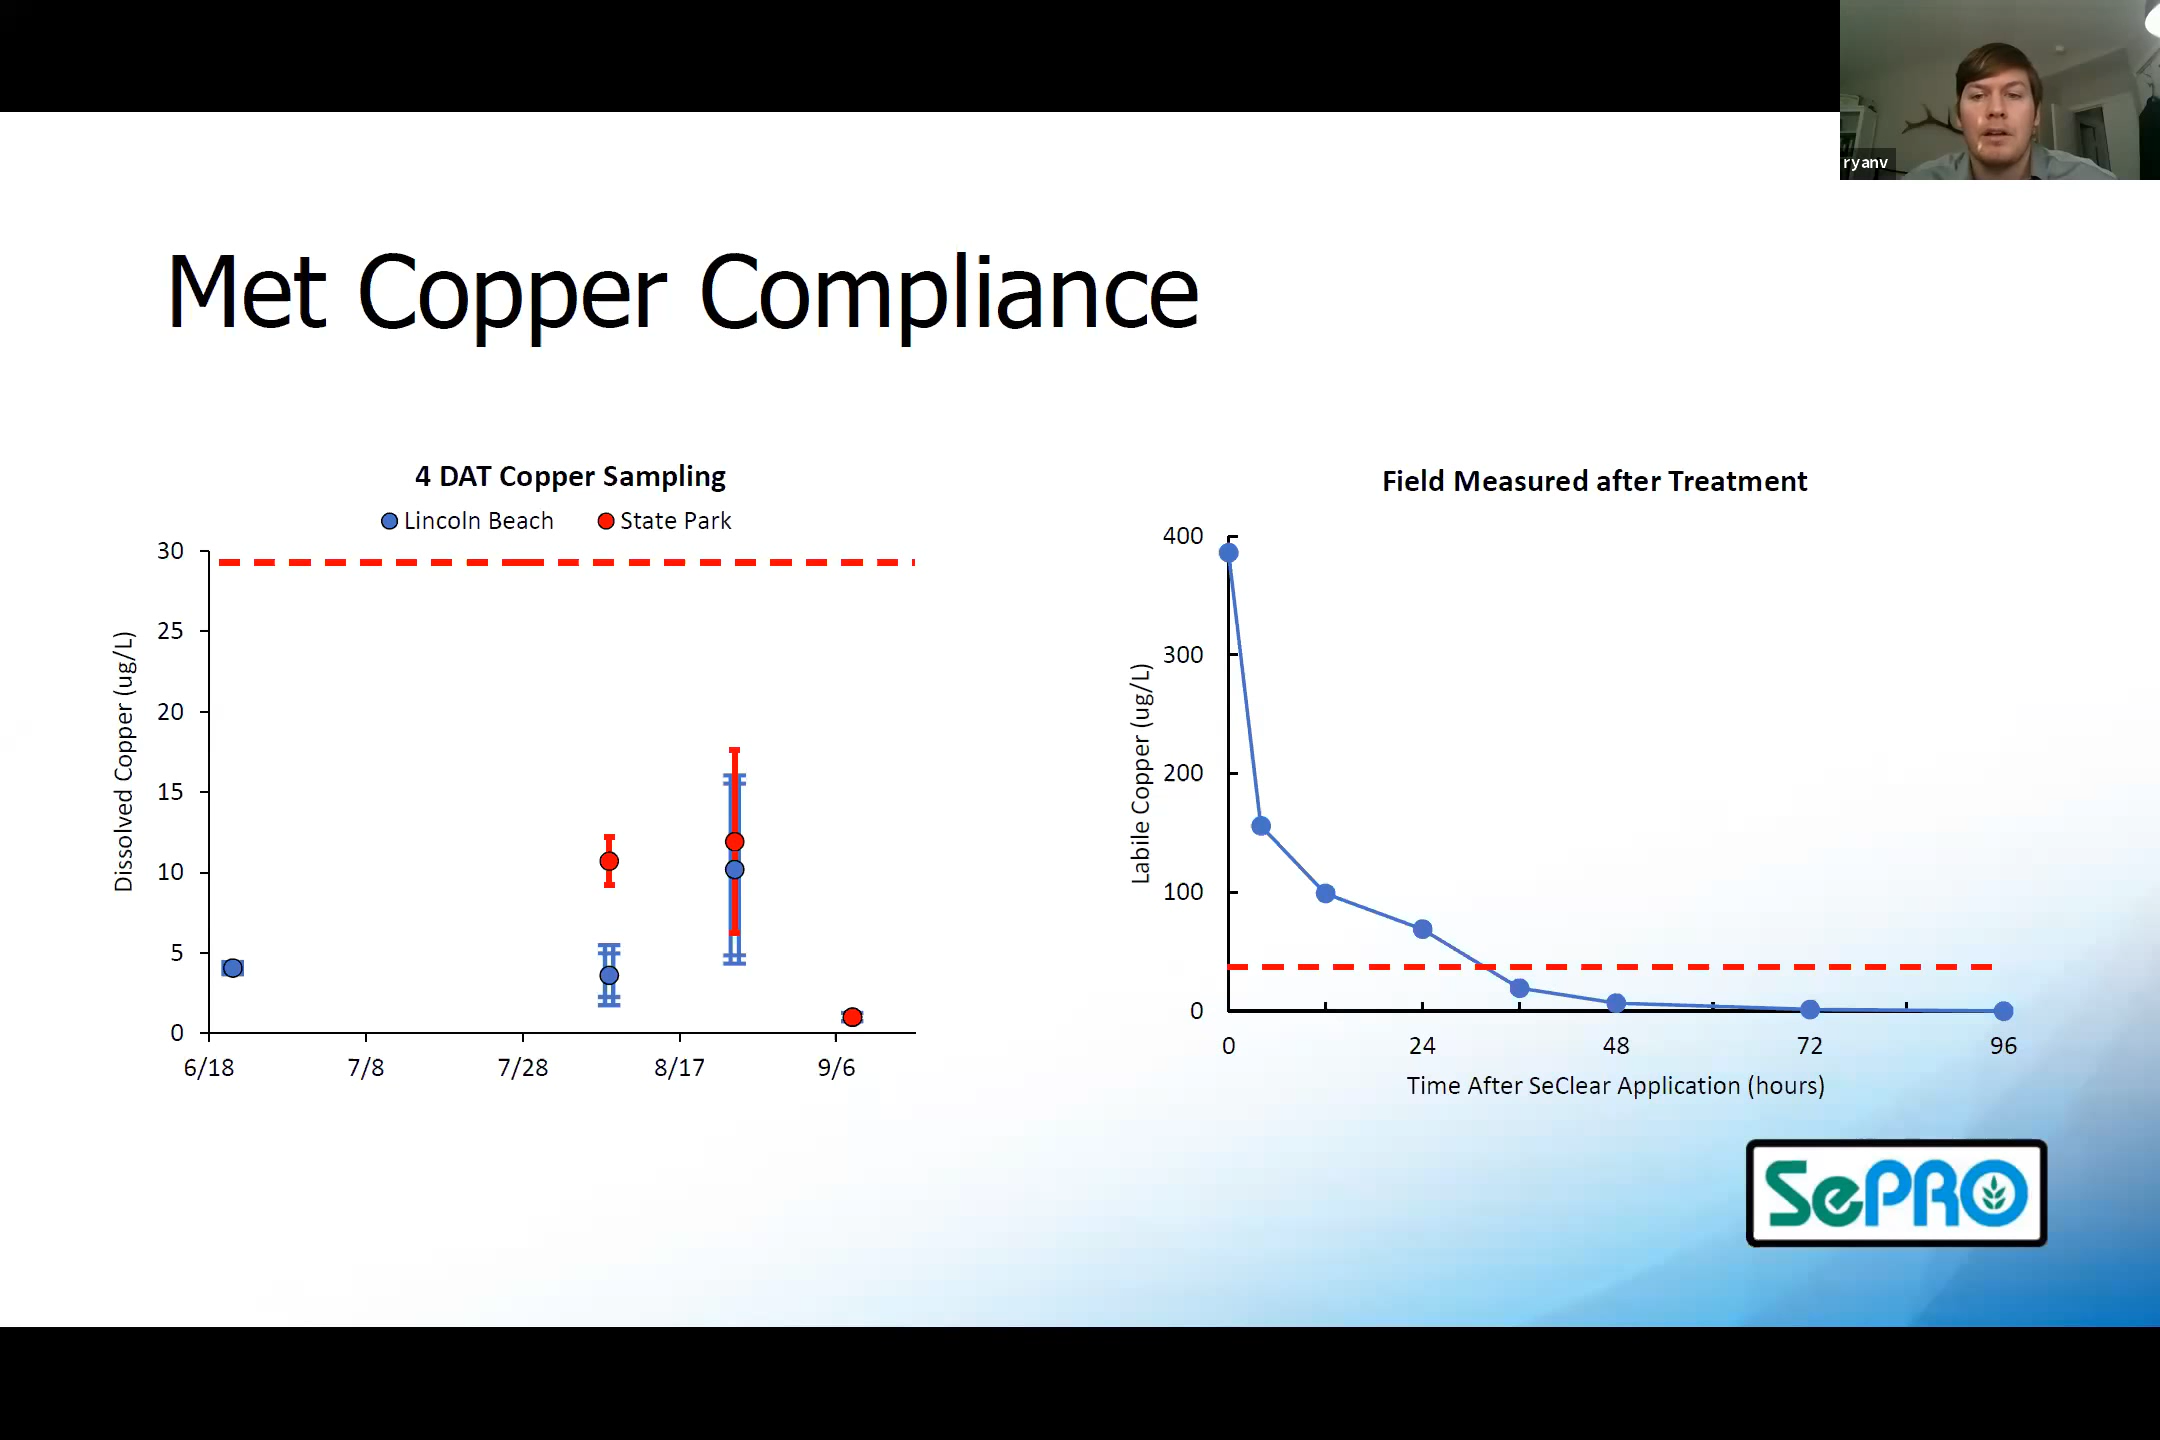 ryanv
Met Copper Compliance
4 DAT Copper Sampling
Lincoln Beach State Park
Dissolved Copper (ug/L)
30
25
20
15
10
5
0
6/18 7/8 7/28 8/17 9/6
Field Measured after Treatment
Labile Copper (ug/L)
400
300
200
100
0
0 24 48 72 96
Time After SeClear Application (hours)
SePRO